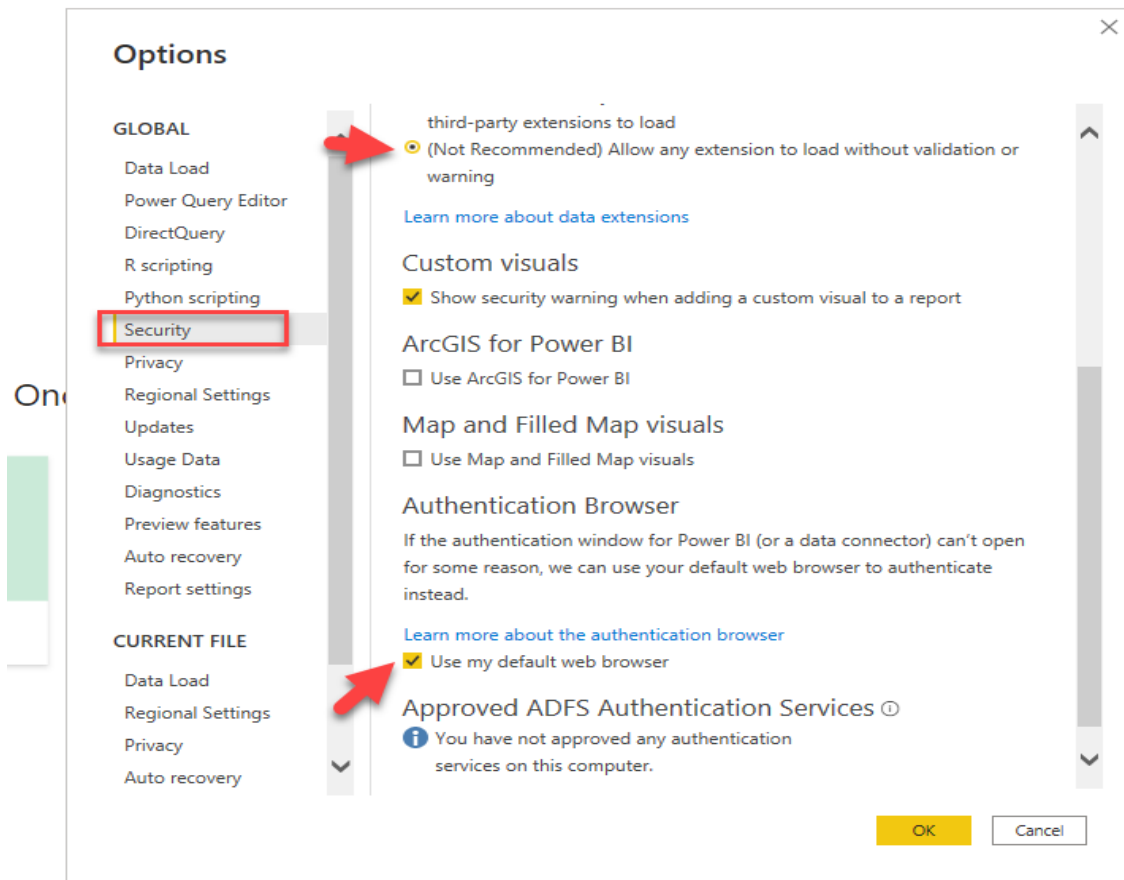 Options
GLOBAL
Data Load
Power Query Editor
DirectQuery
R scripting
Python scripting
Security
Privacy
Regional Settings
Updates
Usage Data
Diagnostics
Preview features
Auto recovery
Report settings
CURRENT FILE
Data Load
Regional Settings
Privacy
Auto recovery
third-party extensions to load
(Not Recommended) Allow any extension to load without validation or
warning
Learn more about data extensions
Custom visuals
Show security warning when adding a custom visual to a report
ArcGIS for Power BI
Use ArcGIS for Power BI
Map and Filled Map visuals
Use Map and Filled Map visuals
Authentication Browser
If the authentication window for Power BI (or a data connector) can't open
for some reason, we can use your default web browser to authenticate
instead.
Learn more about the authentication browser
Use my default web browser
Approved ADFS Authentication Services
You have not approved any authentication
services on this computer.
OK
Cancel